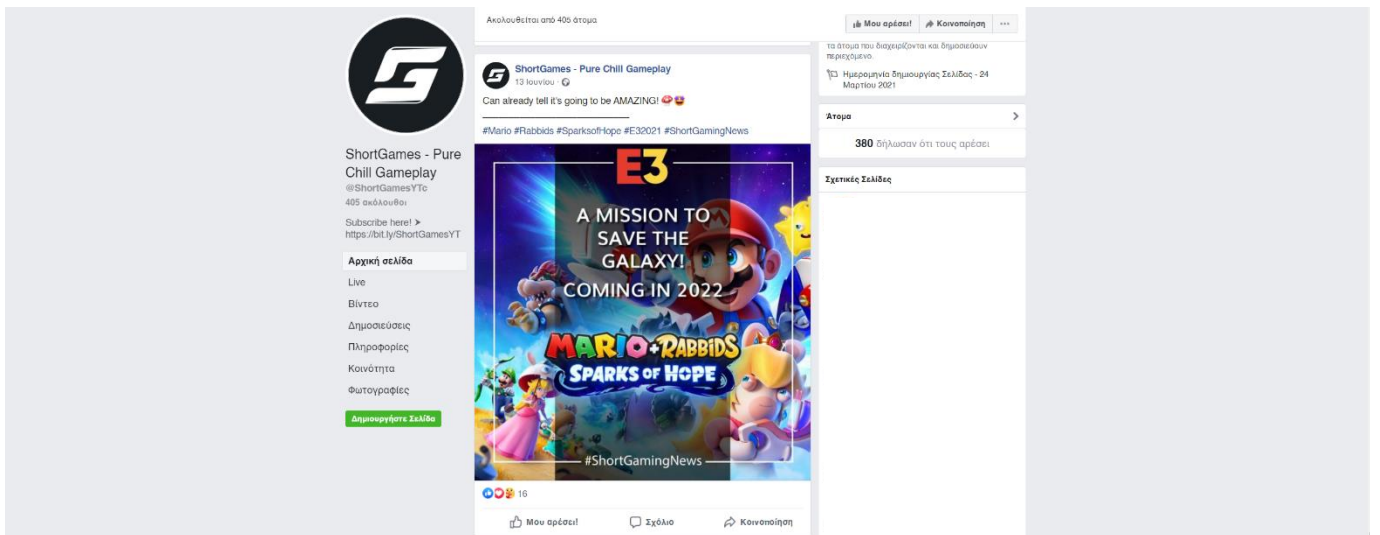 ShortGames - Pure
Chill Gameplay
@ShortGamesYTc
405 ακόλουθοι
Subscribe here! ➤
https://bit.ly/ShortGamesYT
Αρχική σελίδα
Live
Βίντεο
Δημοσιεύσεις
Πληροφορίες
Κοινότητα
Φωτογραφίες
Δημιουργήστε Σελίδα
Ακολουθείται από 405 άτομα
ShortGames - Pure Chill Gameplay
13 Ιουνίου ·
Can already tell it's going to be AMAZING! 
#Mario #Rabbids #SparksofHope #E32021 #ShortGamingNews
E3
A MISSION TO
SAVE THE
GALAXY!
COMING IN 2022
MARIO + RABBIDS
SPARKS OF HOPE
#ShortGamingNews
16
Μου αρέσει! Σχόλιο Κοινοποίηση
Μου αρέσει! Κοινοποίηση ...
τα άτομα που διαχειρίζονται και δημοσιεύουν
περιεχόμενο.
Ημερομηνία δημιουργίας Σελίδας - 24
Μαρτίου 2021
Άτομα
380 δήλωσαν ότι τους αρέσει
Σχετικές Σελίδες